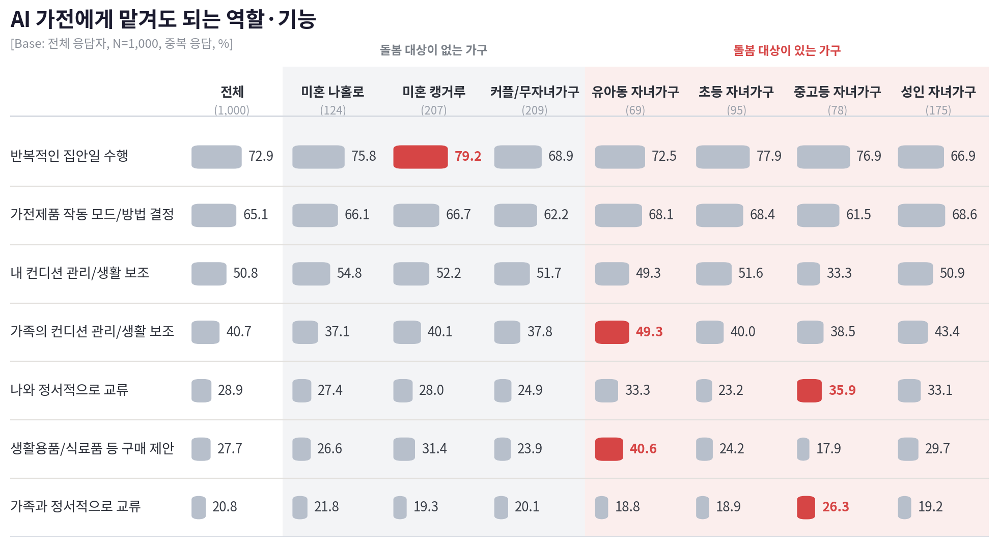 AI 가전에게 맡겨도 되는 역할·기능
[Base: 전체 응답자, N=1,000, 중복 응답, %]
돌봄 대상이 없는 가구 돌봄 대상이 있는 가구
전체 미혼 나홀로 미혼 캥거루 커플/무자녀가구 유아동 자녀가구 초등 자녀가구 중고등 자녀가구 성인 자녀가구
(1,000) (124) (207) (209) (69) (95) (78) (175)
반복적인 집안일 수행 72.9 75.8 79.2 68.9 72.5 77.9 76.9 66.9
가전제품 작동 모드/방법 결정 65.1 66.1 66.7 62.2 68.1 68.4 61.5 68.6
내 컨디션 관리/생활 보조 50.8 54.8 52.2 51.7 49.3 51.6 33.3 50.9
가족의 컨디션 관리/생활 보조 40.7 37.1 40.1 37.8 49.3 40.0 38.5 43.4
나와 정서적으로 교류 28.9 27.4 28.0 24.9 33.3 23.2 35.9 33.1
생활용품/식료품 등 구매 제안 27.7 26.6 31.4 23.9 40.6 24.2 17.9 29.7
가족과 정서적으로 교류 20.8 21.8 19.3 20.1 18.8 18.9 26.3 19.2